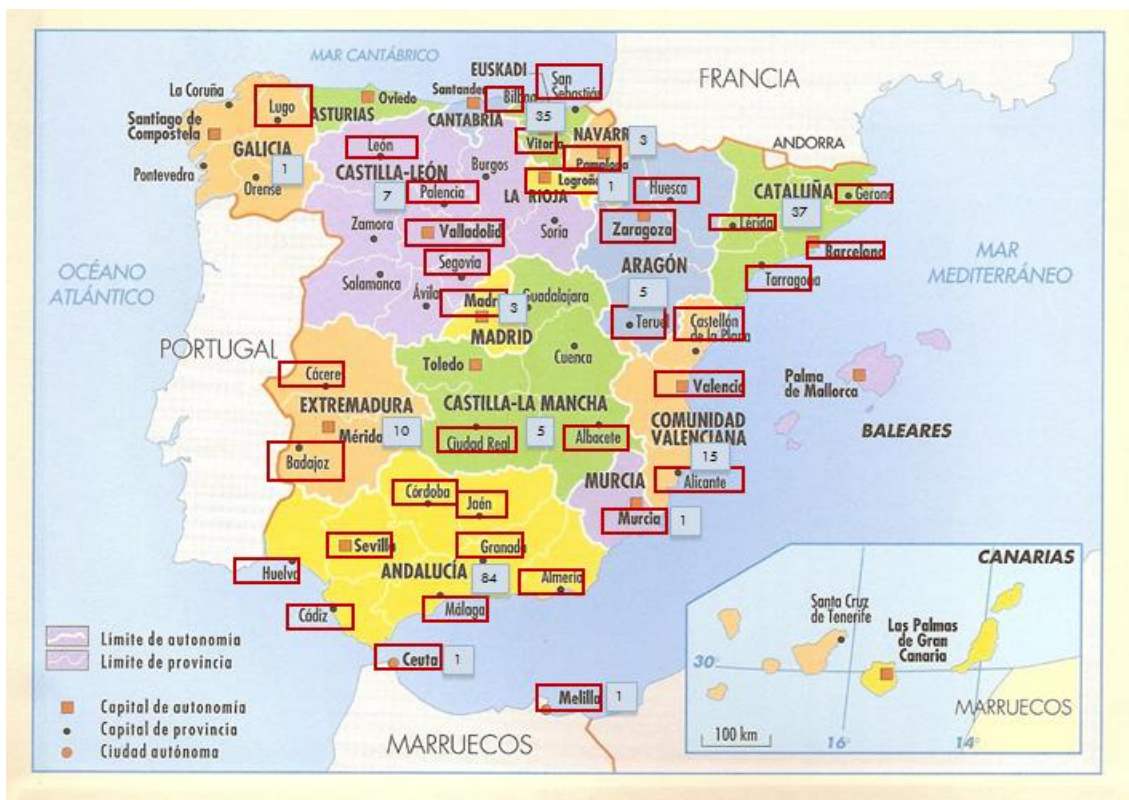 MAR CANTÁBRICO
FRANCIA
ANDORRA
La Coruña
Lugo
ASTURIAS
Oviedo
Santander
CANTABRIA
EUSKADI
Bilbao
San
Sebastián
35
Vitoria
NAVARR
3
Pamplona
Santiago de
Compostela
GALICIA
1
Pontevedra
Orense
León
CASTILLA-LEÓN
7
Burgos
Palencia
LA RIOJA
Logroño
1
Huesca
CATALUÑA
37
Gerona
Lérida
Barcelona
Tarragona
Zamora
Valladolid
Soria
Zaragoza
ARAGÓN
5
Teruel
Segovia
Salamanca
Ávila
Madri
3
MADRID
Guadalajara
Castellón
de la Plana
OCÉANO
ATLÁNTICO
MAR
MEDITERRÁNEO
PORTUGAL
Toledo
Cuenca
Cácere
EXTREMADURA
10
Mérida
Badajoz
CASTILLA-LA MANCHA
Ciudad Real
5
Albacete
Valencia
COMUNIDAD
VALENCIANA
15
Alicante
Palma
de Mallorca
BALEARES
MURCIA
Murcia
1
Córdoba
Jaén
Sevilla
Granada
Huelva
ANDALUCÍA
84
Almería
Cádiz
Málaga
Ceuta
1
Melilla
1
MARRUECOS
Límite de autonomía
Límite de provincia
Capital de autonomía
Capital de provincia
Ciudad autónoma
CANARIAS
Santa Cruz
de Tenerife
Las Palmas
de Gran
Canaria
30°
MARRUECOS
100 km
16°
14°